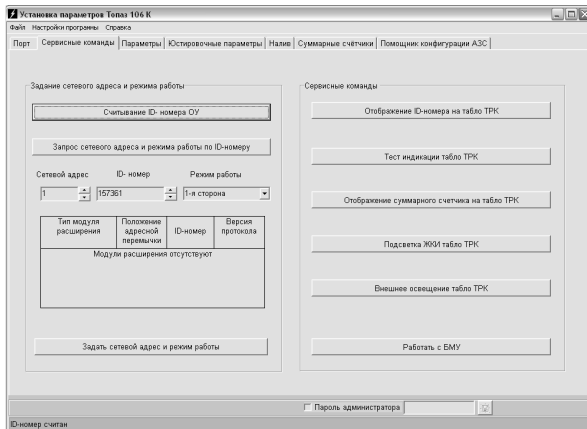 Установка параметров Топаз 106 К
Файл Настройки программы Справка
Порт Сервисные команды Параметры Юстировочные параметры Налив Суммарные счётчики Помощник конфигурации АЗС
Задание сетевого адреса и режима работы
Считывание ID- номера ОУ
Запрос сетевого адреса и режима работы по ID-номеру
Сетевой адрес ID- номер Режим работы
1 157361 1-я сторона
Тип модуля расширения Положение адресной перемычки ID-номер Версия протокола
Модули расширения отсутствуют
Задать сетевой адрес и режим работы
Сервисные команды
Отображение ID-номера на табло ТРК
Тест индикации табло ТРК
Отображение суммарного счетчика на табло ТРК
Подсветка ЖКИ табло ТРК
Внешнее освещение табло ТРК
Работать с БМУ
Пароль администратора
ID-номер считан